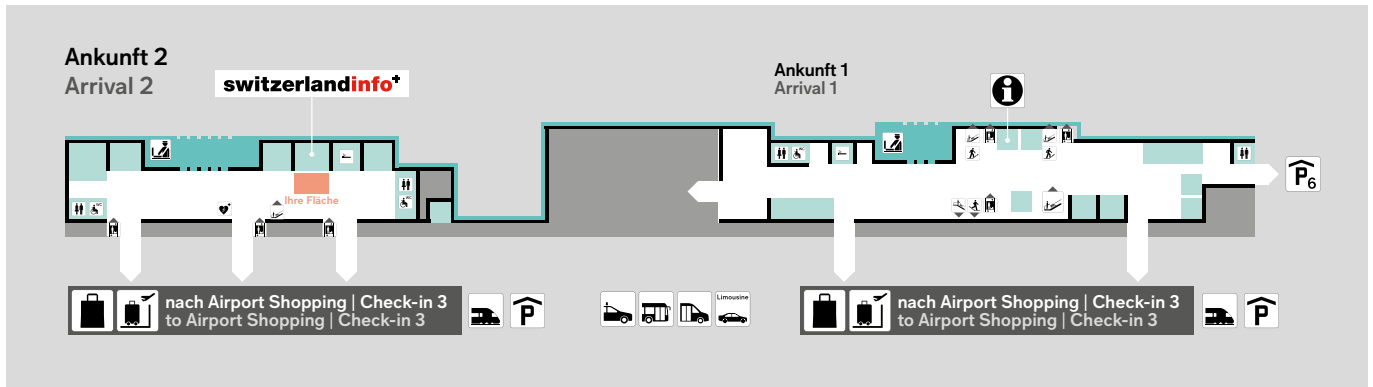 Ankunft 2
Arrival 2
switzerlandinfo+
Ankunft 1
Arrival 1
i
Ihre Fläche
P6
nach Airport Shopping | Check-in 3
to Airport Shopping | Check-in 3
P
Limousine
nach Airport Shopping | Check-in 3
to Airport Shopping | Check-in 3
P